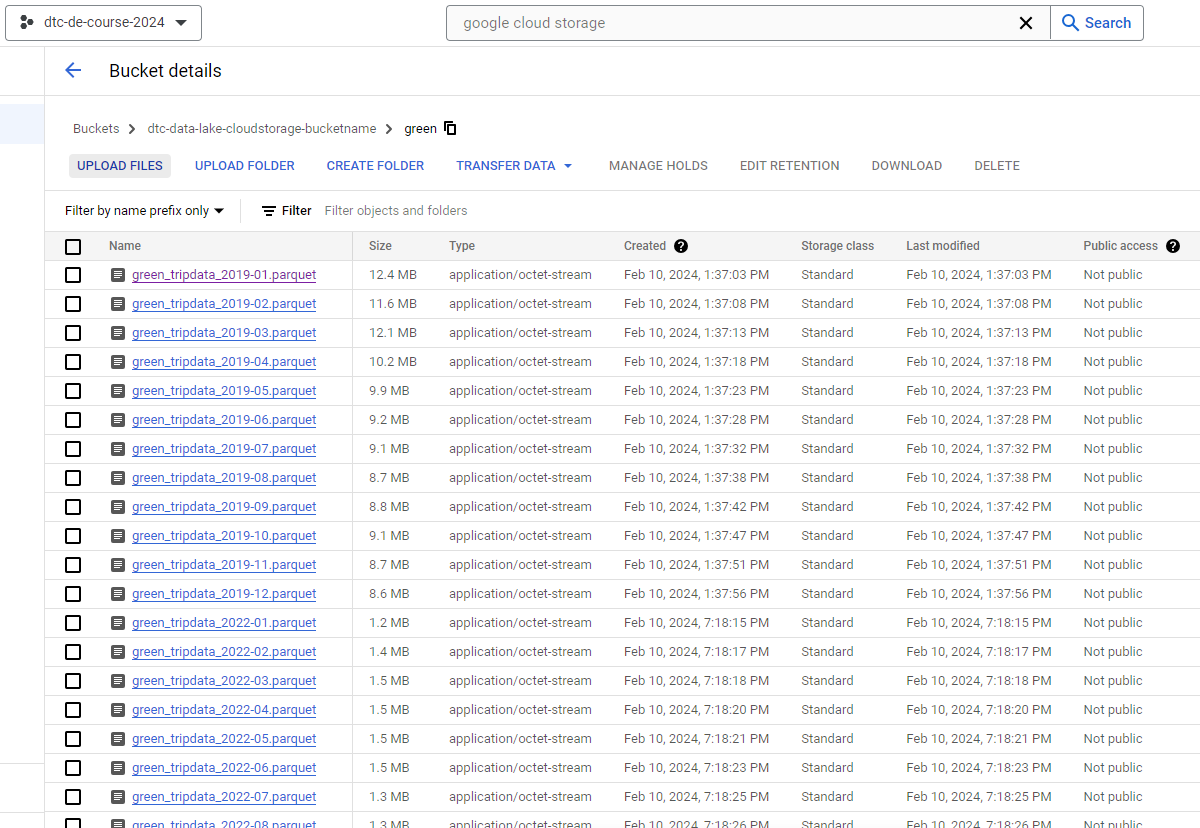 dtc-de-course-2024 google cloud storage Search
Bucket details
Buckets dtc-data-lake-cloudstorage-bucketname green
UPLOAD FILES UPLOAD FOLDER CREATE FOLDER TRANSFER DATA MANAGE HOLDS EDIT RETENTION DOWNLOAD DELETE
Filter by name prefix only Filter Filter objects and folders
Name Size Type Created Storage class Last modified Public access
green_tripdata_2019-01.parquet 12.4 MB application/octet-stream Feb 10, 2024, 1:37:03 PM Standard Feb 10, 2024, 1:37:03 PM Not public
green_tripdata_2019-02.parquet 11.6 MB application/octet-stream Feb 10, 2024, 1:37:08 PM Standard Feb 10, 2024, 1:37:08 PM Not public
green_tripdata_2019-03.parquet 12.1 MB application/octet-stream Feb 10, 2024, 1:37:13 PM Standard Feb 10, 2024, 1:37:13 PM Not public
green_tripdata_2019-04.parquet 10.2 MB application/octet-stream Feb 10, 2024, 1:37:18 PM Standard Feb 10, 2024, 1:37:18 PM Not public
green_tripdata_2019-05.parquet 9.9 MB application/octet-stream Feb 10, 2024, 1:37:23 PM Standard Feb 10, 2024, 1:37:23 PM Not public
green_tripdata_2019-06.parquet 9.2 MB application/octet-stream Feb 10, 2024, 1:37:28 PM Standard Feb 10, 2024, 1:37:28 PM Not public
green_tripdata_2019-07.parquet 9.1 MB application/octet-stream Feb 10, 2024, 1:37:32 PM Standard Feb 10, 2024, 1:37:32 PM Not public
green_tripdata_2019-08.parquet 8.7 MB application/octet-stream Feb 10, 2024, 1:37:38 PM Standard Feb 10, 2024, 1:37:38 PM Not public
green_tripdata_2019-09.parquet 8.8 MB application/octet-stream Feb 10, 2024, 1:37:42 PM Standard Feb 10, 2024, 1:37:42 PM Not public
green_tripdata_2019-10.parquet 9.1 MB application/octet-stream Feb 10, 2024, 1:37:47 PM Standard Feb 10, 2024, 1:37:47 PM Not public
green_tripdata_2019-11.parquet 8.7 MB application/octet-stream Feb 10, 2024, 1:37:51 PM Standard Feb 10, 2024, 1:37:51 PM Not public
green_tripdata_2019-12.parquet 8.6 MB application/octet-stream Feb 10, 2024, 1:37:56 PM Standard Feb 10, 2024, 1:37:56 PM Not public
green_tripdata_2022-01.parquet 1.2 MB application/octet-stream Feb 10, 2024, 7:18:15 PM Standard Feb 10, 2024, 7:18:15 PM Not public
green_tripdata_2022-02.parquet 1.4 MB application/octet-stream Feb 10, 2024, 7:18:17 PM Standard Feb 10, 2024, 7:18:17 PM Not public
green_tripdata_2022-03.parquet 1.5 MB application/octet-stream Feb 10, 2024, 7:18:18 PM Standard Feb 10, 2024, 7:18:18 PM Not public
green_tripdata_2022-04.parquet 1.5 MB application/octet-stream Feb 10, 2024, 7:18:20 PM Standard Feb 10, 2024, 7:18:20 PM Not public
green_tripdata_2022-05.parquet 1.5 MB application/octet-stream Feb 10, 2024, 7:18:21 PM Standard Feb 10, 2024, 7:18:21 PM Not public
green_tripdata_2022-06.parquet 1.5 MB application/octet-stream Feb 10, 2024, 7:18:23 PM Standard Feb 10, 2024, 7:18:23 PM Not public
green_tripdata_2022-07.parquet 1.3 MB application/octet-stream Feb 10, 2024, 7:18:25 PM Standard Feb 10, 2024, 7:18:25 PM Not public
green_tripdata_2022-08.parquet 1.3 MB application/octet-stream Feb 10, 2024, 7:18:26 PM Standard Feb 10, 2024, 7:18:26 PM Not public